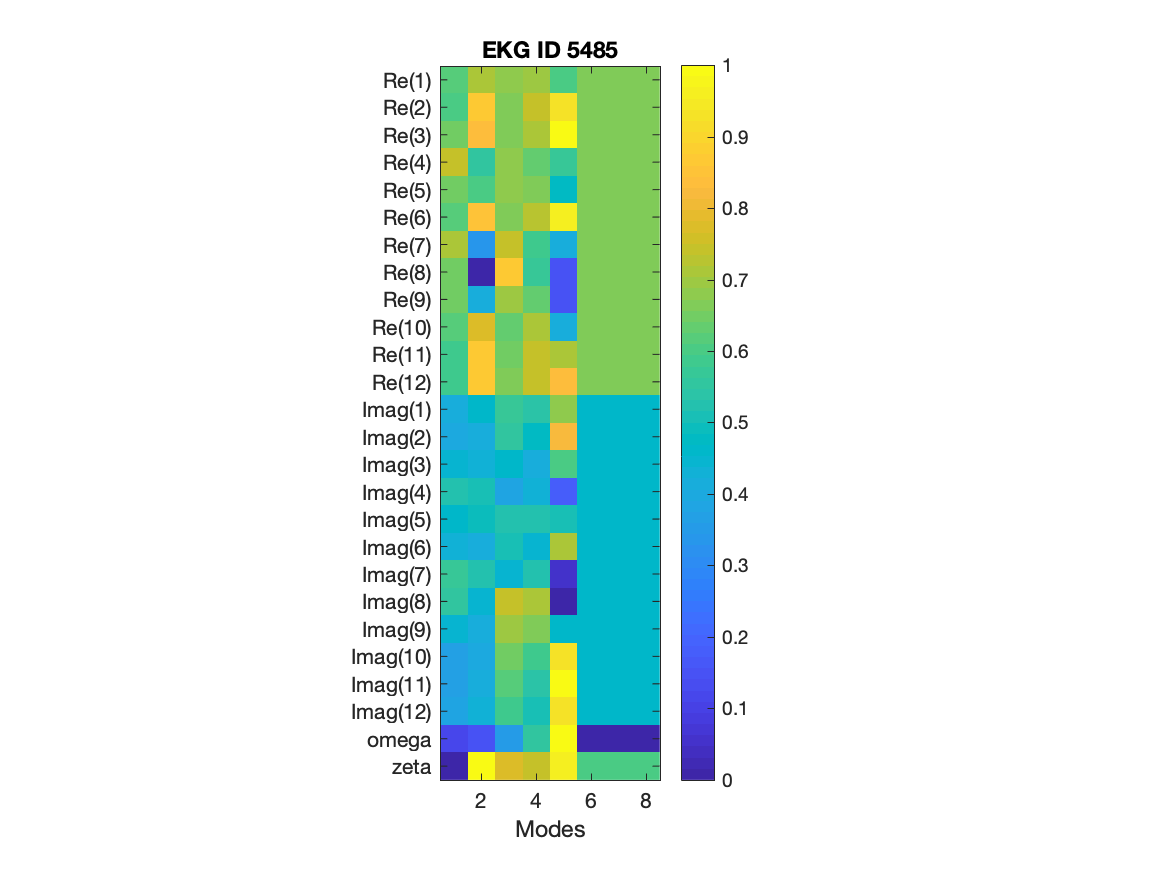 EKG ID 5485
Re(1)
Re(2)
Re(3)
Re(4)
Re(5)
Re(6)
Re(7)
Re(8)
Re(9)
Re(10)
Re(11)
Re(12)
Imag(1)
Imag(2)
Imag(3)
Imag(4)
Imag(5)
Imag(6)
Imag(7)
Imag(8)
Imag(9)
Imag(10)
Imag(11)
Imag(12)
omega
zeta
2 4 6 8
Modes
1
0.9
0.8
0.7
0.6
0.5
0.4
0.3
0.2
0.1
0